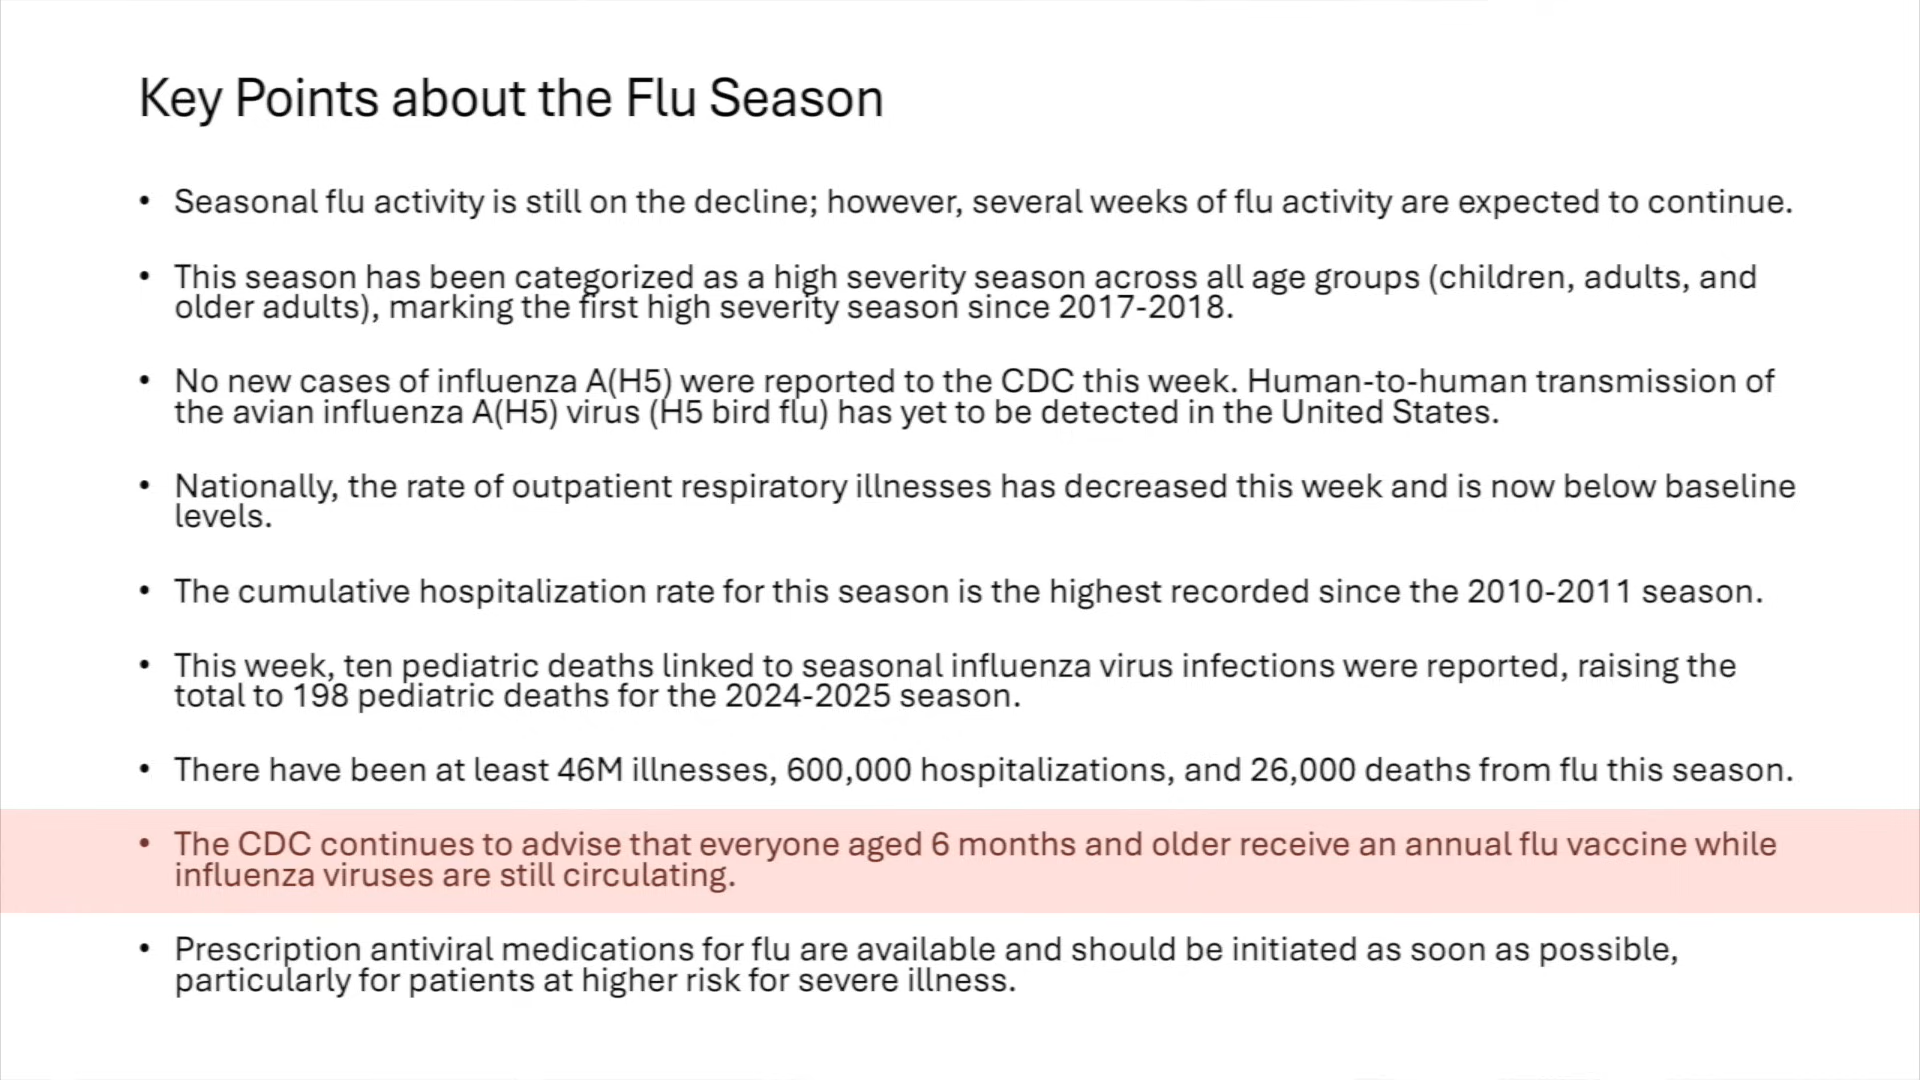 Key Points about the Flu Season
• Seasonal flu activity is still on the decline; however, several weeks of flu activity are expected to continue.
• This season has been categorized as a high severity season across all age groups (children, adults, and
older adults), marking the first high severity season since 2017-2018.
• No new cases of influenza A(H5) were reported to the CDC this week. Human-to-human transmission of
the avian influenza A(H5) virus (H5 bird flu) has yet to be detected in the United States.
• Nationally, the rate of outpatient respiratory illnesses has decreased this week and is now below baseline
levels.
• The cumulative hospitalization rate for this season is the highest recorded since the 2010-2011 season.
• This week, ten pediatric deaths linked to seasonal influenza virus infections were reported, raising the
total to 198 pediatric deaths for the 2024-2025 season.
• There have been at least 46M illnesses, 600,000 hospitalizations, and 26,000 deaths from flu this season.
• The CDC continues to advise that everyone aged 6 months and older receive an annual flu vaccine while
influenza viruses are still circulating.
• Prescription antiviral medications for flu are available and should be initiated as soon as possible,
particularly for patients at higher risk for severe illness.